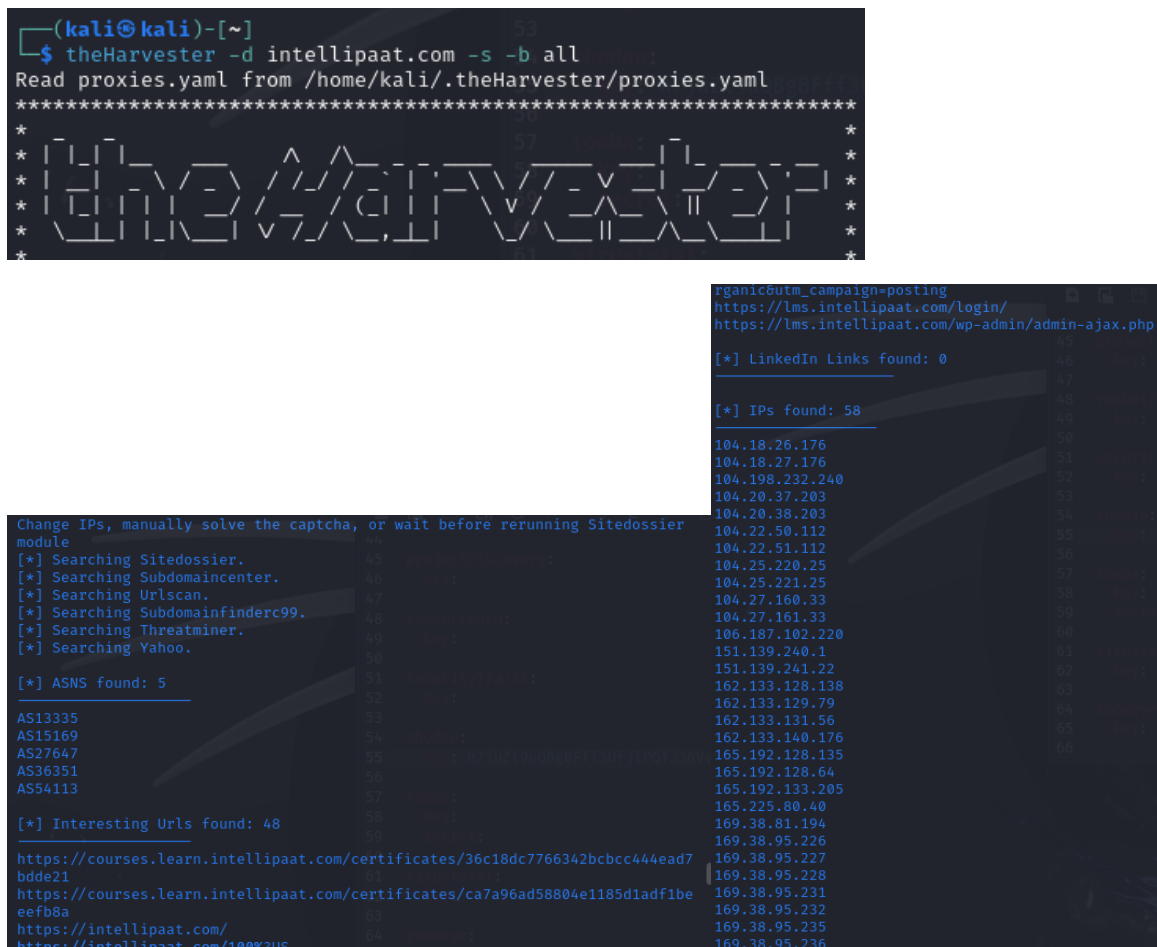 (kali㉿kali)-[~]
$ theHarvester -d intellipaat.com -s -b all
Read proxies.yaml from /home/kali/.theHarvester/proxies.yaml
*******************************************************************
theHarvester
Change IPs, manually solve the captcha, or wait before rerunning Sitedossier
module
[*] Searching Sitedossier.
[*] Searching Subdomaincenter.
[*] Searching Urlscan.
[*] Searching Subdomainfinderc99.
[*] Searching Threatminer.
[*] Searching Yahoo.
[*] ASNS found: 5
AS13335
AS15169
AS27647
AS36351
AS54113
[*] Interesting Urls found: 48
https://courses.learn.intellipaat.com/certificates/36c18dc7766342bcbcc444ead7
bdde21
https://courses.learn.intellipaat.com/certificates/ca7a96ad58804e1185d1adf1be
eefb8a
https://intellipaat.com/
rganic&utm_campaign=posting
https://lms.intellipaat.com/login/
https://lms.intellipaat.com/wp-admin/admin-ajax.php
[*] LinkedIn Links found: 0
[*] IPs found: 58
104.18.26.176
104.18.27.176
104.198.232.240
104.20.37.203
104.20.38.203
104.22.50.112
104.22.51.112
104.25.220.25
104.25.221.25
104.27.160.33
104.27.161.33
106.187.102.220
151.139.240.1
151.139.241.22
162.133.128.138
162.133.129.79
162.133.131.56
162.133.140.176
165.192.128.135
165.192.128.64
165.192.133.205
165.225.80.40
169.38.81.194
169.38.95.226
169.38.95.227
169.38.95.228
169.38.95.231
169.38.95.232
169.38.95.235
169.38.95.236